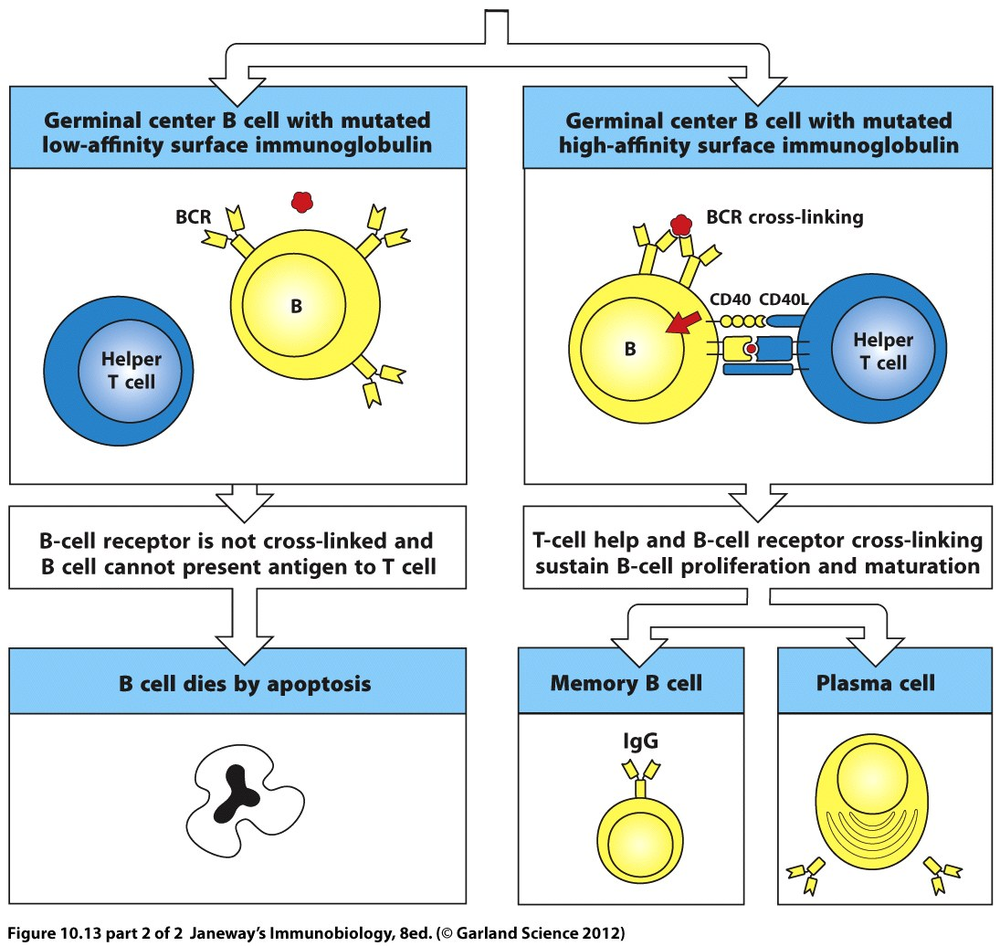 Germinal center B cell with mutated
low-affinity surface immunoglobulin
BCR
B
Helper
T cell
B-cell receptor is not cross-linked and
B cell cannot present antigen to T cell
B cell dies by apoptosis
Germinal center B cell with mutated
high-affinity surface immunoglobulin
BCR cross-linking
CD40 CD40L
B
Helper
T cell
T-cell help and B-cell receptor cross-linking
sustain B-cell proliferation and maturation
Memory B cell
IgG
Plasma cell
Figure 10.13 part 2 of 2 Janeway’s Immunobiology, 8ed. (© Garland Science 2012)